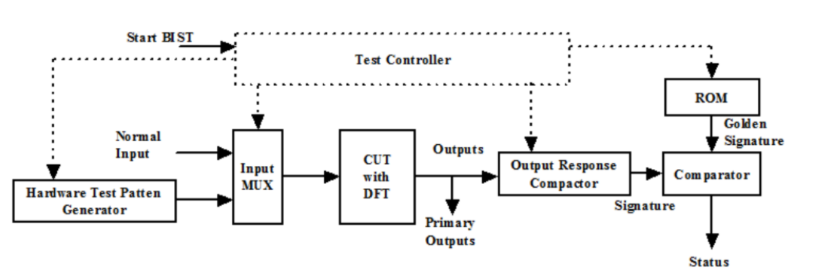 Start BIST
Test Controller
ROM
Golden
Signature
Normal
Input
Input
MUX
CUT
with
DFT
Outputs
Output Response
Compactor
Comparator
Hardware Test Patten
Generator
Signature
Primary
Outputs
Status